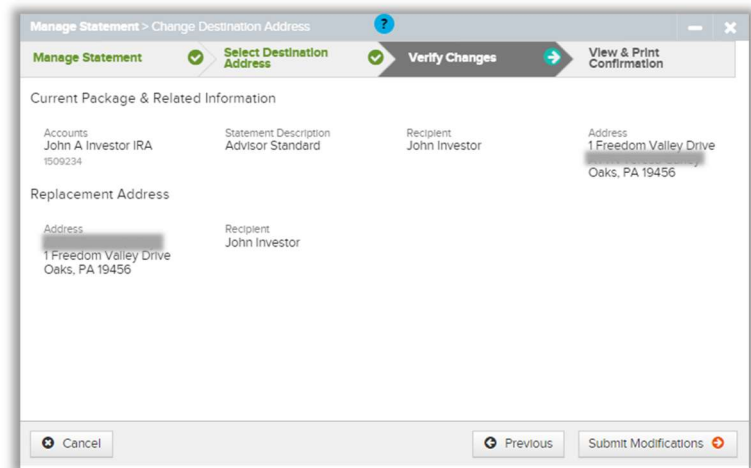 Manage Statement > Change Destination Address ?
Manage Statement
Select Destination
Address
Verify Changes
View & Print
Confirmation
Current Package & Related Information
Accounts
John A Investor IRA
1509234
Statement Description
Advisor Standard
Recipient
John Investor
Address
1 Freedom Valley Drive
Oaks, PA 19456
Replacement Address
Address
1 Freedom Valley Drive
Oaks, PA 19456
Recipient
John Investor
Cancel
Previous
Submit Modifications